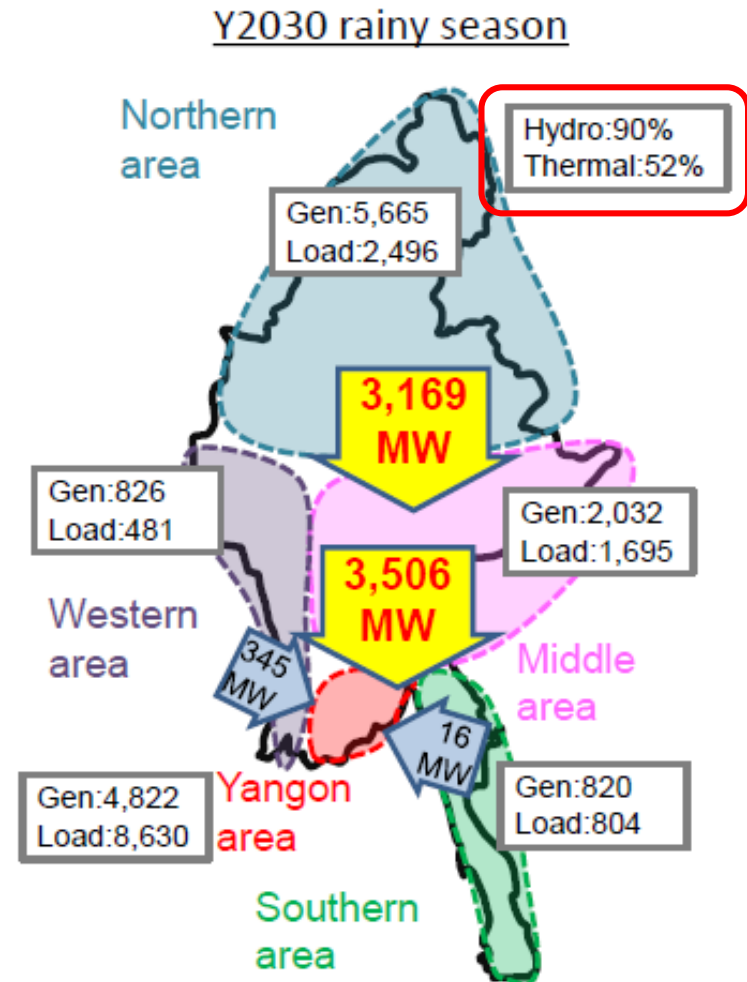 Y2030 rainy season
Northern
area
Hydro:90%
Thermal:52%
Gen:5,665
Load:2,496
3,169
MW
Gen:826
Load:481
Gen:2,032
Load:1,695
3,506
MW
Western
area
345
MW
Middle
area
16
MW
Gen:4,822
Load:8,630
Yangon
area
Gen:820
Load:804
Southern
area